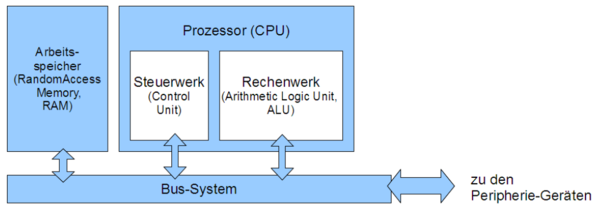 Arbeits-
speicher
(RandomAccess
Memory,
RAM)
Prozessor (CPU)
Steuerwerk
(Control
Unit)
Rechenwerk
(Arithmetic Logic Unit,
ALU)
Bus-System
zu den
Peripherie-Geräten